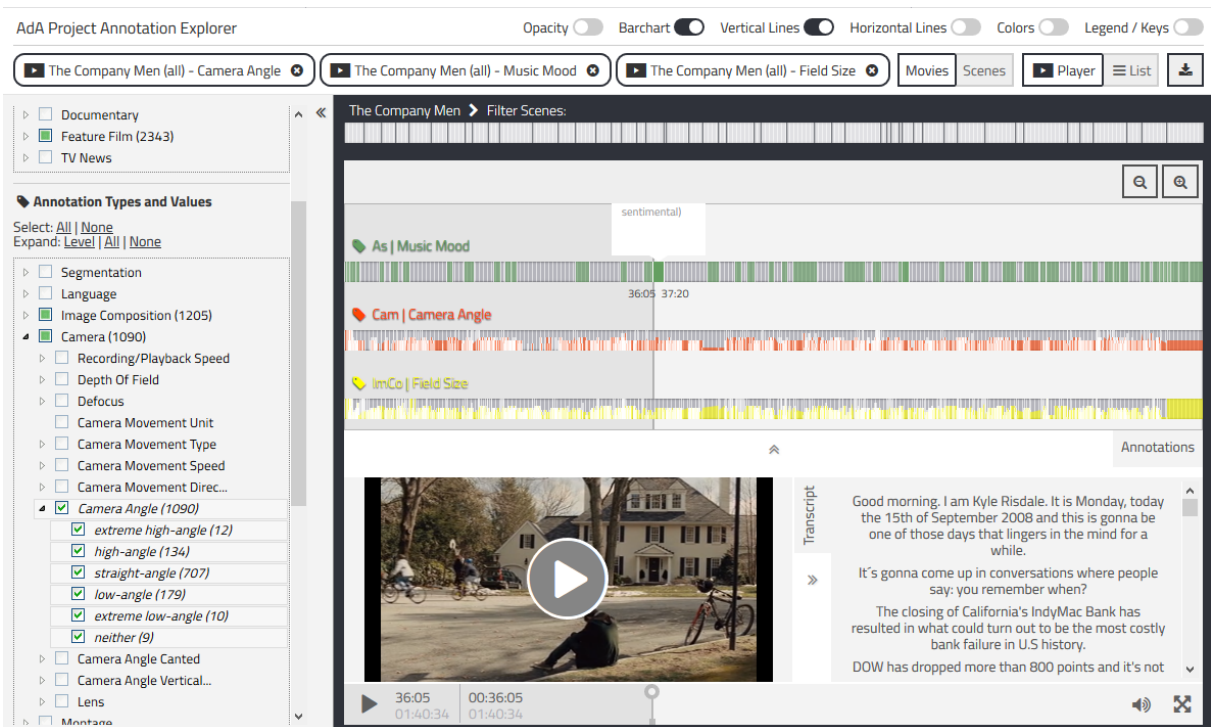 AdA Project Annotation Explorer
Opacity Barchart Vertical Lines Horizontal Lines Colors Legend / Keys
The Company Men (all) - Camera Angle The Company Men (all) - Music Mood The Company Men (all) - Field Size Movies Scenes Player List
Documentary
Feature Film (2343)
TV News
Annotation Types and Values
Select: All | None
Expand: Level | All | None
Segmentation
Language
Image Composition (1205)
Camera (1090)
Recording/Playback Speed
Depth Of Field
Defocus
Camera Movement Unit
Camera Movement Type
Camera Movement Speed
Camera Movement Direc...
Camera Angle (1090)
extreme high-angle (12)
high-angle (134)
straight-angle (707)
low-angle (179)
extreme low-angle (10)
neither (9)
Camera Angle Canted
Camera Angle Vertical...
Lens
Montage
The Company Men > Filter Scenes:
sentimental)
As | Music Mood
36:05 37:20
Cam | Camera Angle
ImCo | Field Size
Annotations
Transcript
Good morning. I am Kyle Risdale. It is Monday, today
the 15th of September 2008 and this is gonna be
one of those days that lingers in the mind for a
while.
It´s gonna come up in conversations where people
say: you remember when?
The closing of California's IndyMac Bank has
resulted in what could turn out to be the most costly
bank failure in U.S history.
DOW has dropped more than 800 points and it's not
36:05 00:36:05
01:40:34 01:40:34